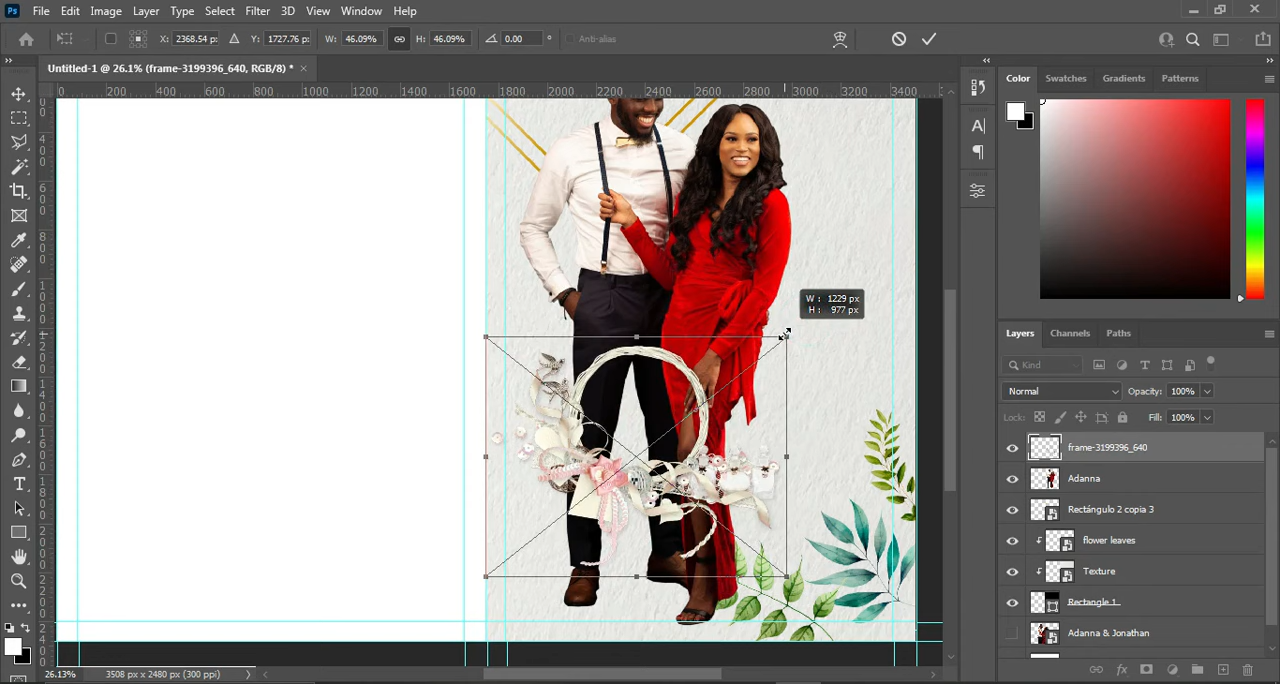 Ps File Edit Image Layer Type Select Filter 3D View Window Help
X: 2368.54 p: Y: 1727.76 p: W: 46.09% H: 46.09% 0.00 ° Anti-alias
Untitled-1 @ 26.1% (frame-3199396_640, RGB/8) * ×
Color Swatches Gradients Patterns
0 200 400 600 800 1000 1200 1400 1600 1800 2000 2200 2400 2600 2800 3000 3200 3400
W : 1229 px
H : 977 px
Layers Channels Paths
Kind
Normal Opacity: 100%
Lock: Fill: 100%
frame-3199396_640
Adanna
Rectángulo 2 copia 3
flower leaves
Texture
Rectangle 1
Adanna & Jonathan
26.13% 3508 px x 2480 px (300 ppi)